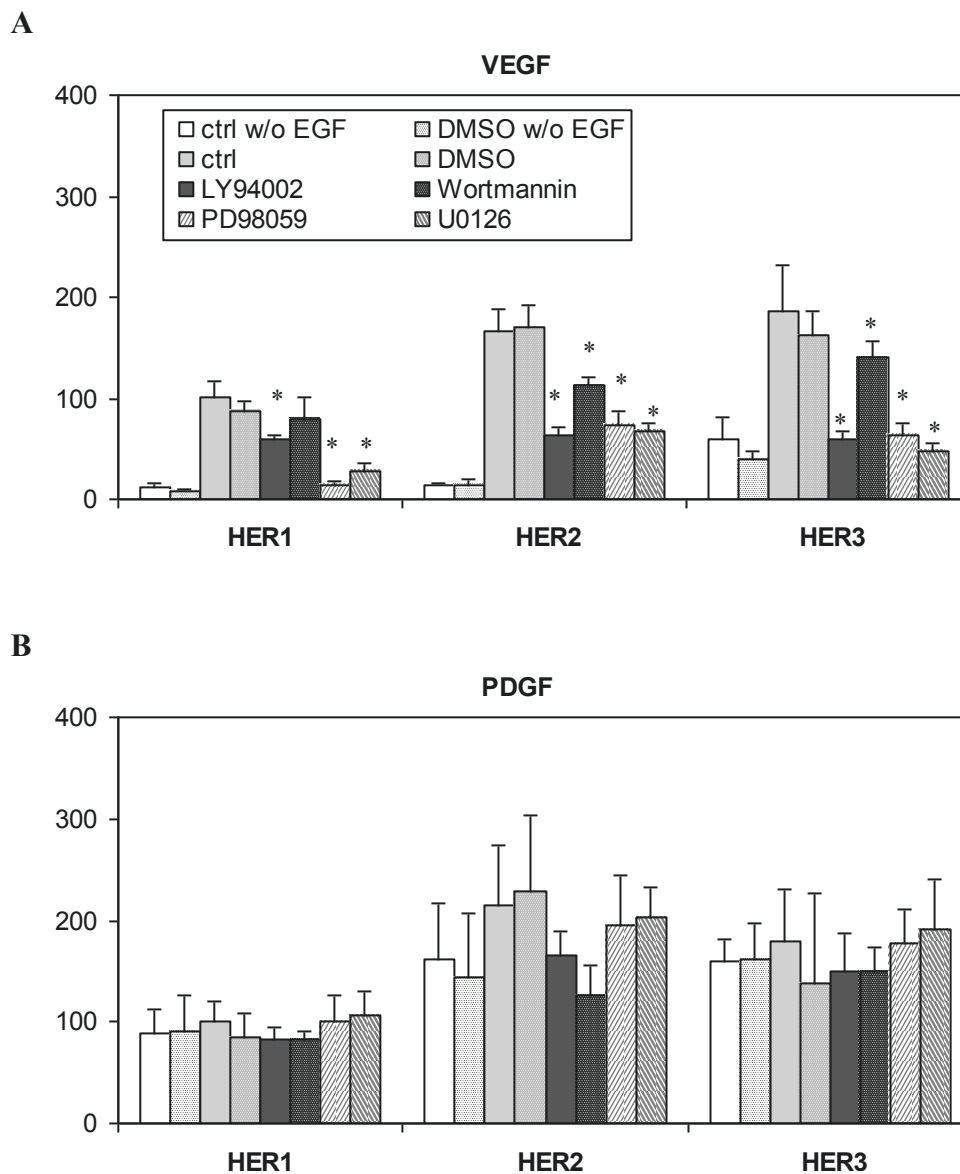 A
VEGF
400
300
200
100
0
ctrl w/o EGF DMSO w/o EGF
ctrl DMSO
LY94002 Wortmannin
PD98059 U0126
* * *
* * * *
* * * *
HER1 HER2 HER3
B
PDGF
400
300
200
100
0
HER1 HER2 HER3